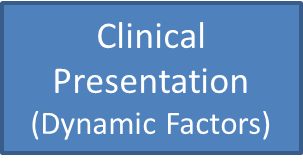 Clinical
Presentation
(Dynamic Factors)